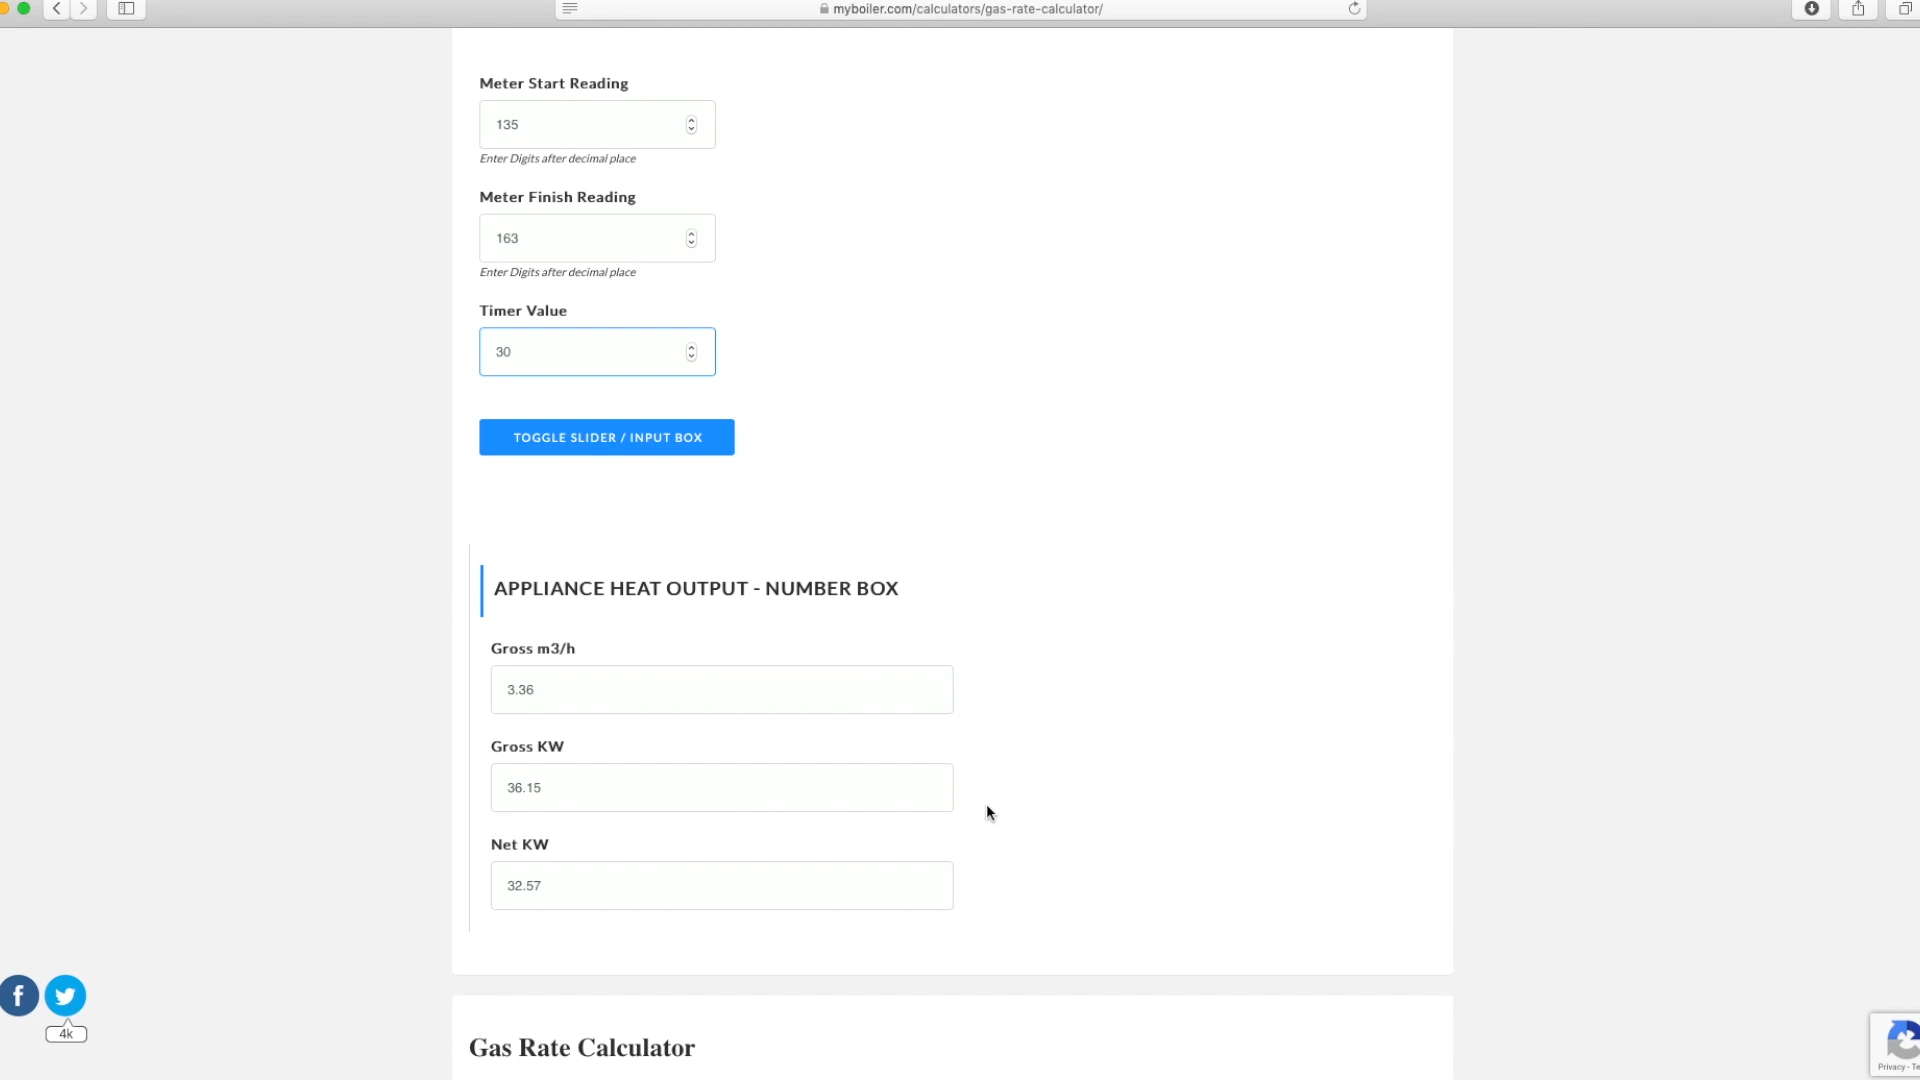 myboiler.com/calculators/gas-rate-calculator/
Meter Start Reading
135
Enter Digits after decimal place
Meter Finish Reading
163
Enter Digits after decimal place
Timer Value
30
TOGGLE SLIDER / INPUT BOX
APPLIANCE HEAT OUTPUT - NUMBER BOX
Gross m3/h
3.36
Gross KW
36.15
Net KW
32.57
4k
Gas Rate Calculator
Privacy - Te